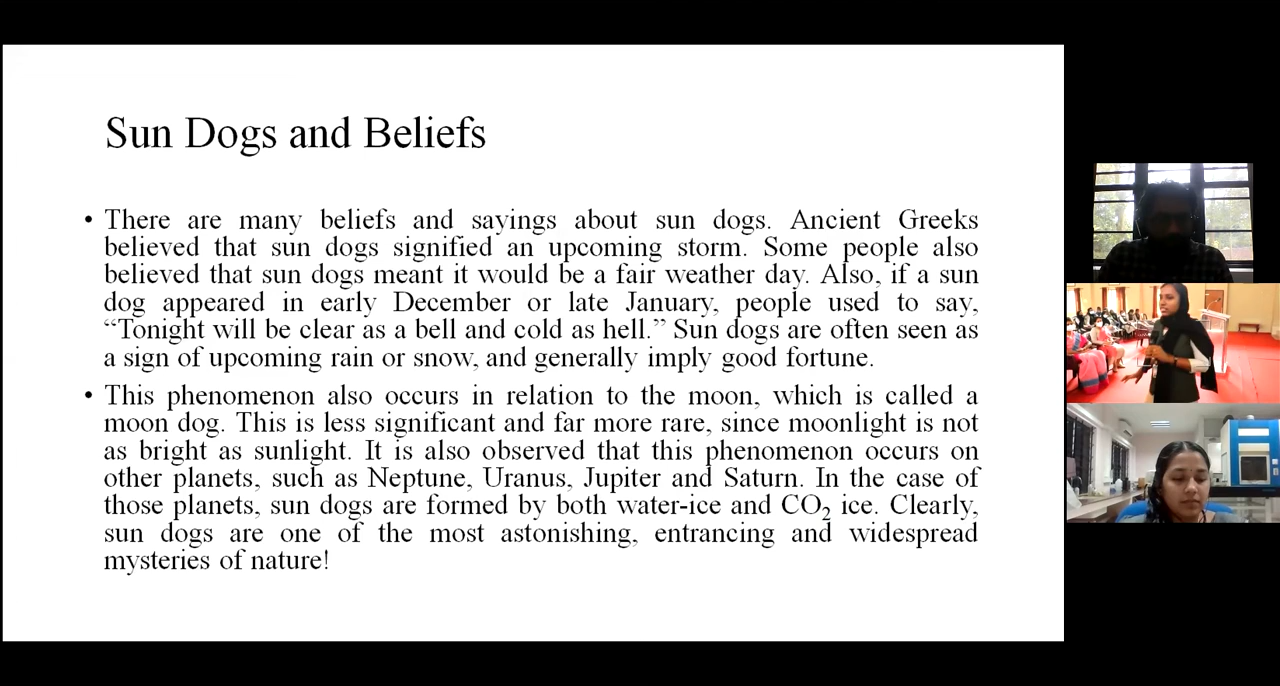 Sun Dogs and Beliefs
• There are many beliefs and sayings about sun dogs. Ancient Greeks
believed that sun dogs signified an upcoming storm. Some people also
believed that sun dogs meant it would be a fair weather day. Also, if a sun
dog appeared in early December or late January, people used to say,
“Tonight will be clear as a bell and cold as hell.” Sun dogs are often seen as
a sign of upcoming rain or snow, and generally imply good fortune.
• This phenomenon also occurs in relation to the moon, which is called a
moon dog. This is less significant and far more rare, since moonlight is not
as bright as sunlight. It is also observed that this phenomenon occurs on
other planets, such as Neptune, Uranus, Jupiter and Saturn. In the case of
those planets, sun dogs are formed by both water-ice and CO₂ ice. Clearly,
sun dogs are one of the most astonishing, entrancing and widespread
mysteries of nature!